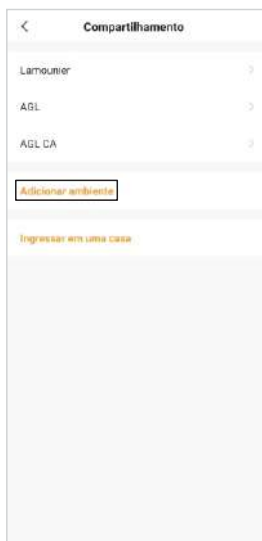 Compartilhamento
Lamounier
AGL
AGL CA
Adicionar ambiente
Ingressar em uma casa